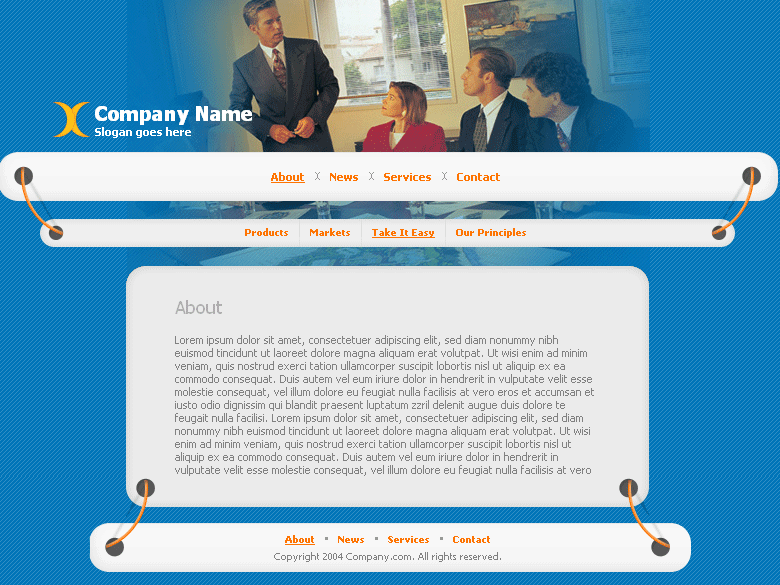 Company Name
Slogan goes here
About News Services Contact
Products Markets Take It Easy Our Principles
About
Lorem ipsum dolor sit amet, consectetuer adipiscing elit, sed diam nonummy nibh
euismod tincidunt ut laoreet dolore magna aliquam erat volutpat. Ut wisi enim ad minim
veniam, quis nostrud exerci tation ullamcorper suscipit lobortis nisl ut aliquip ex ea
commodo consequat. Duis autem vel eum iriure dolor in hendrerit in vulputate velit esse
molestie consequat, vel illum dolore eu feugiat nulla facilisis at vero eros et accumsan et
iusto odio dignissim qui blandit praesent luptatum zzril delenit augue duis dolore te
feugait nulla facilisi. Lorem ipsum dolor sit amet, consectetuer adipiscing elit, sed diam
nonummy nibh euismod tincidunt ut laoreet dolore magna aliquam erat volutpat. Ut wisi
enim ad minim veniam, quis nostrud exerci tation ullamcorper suscipit lobortis nisl ut
aliquip ex ea commodo consequat. Duis autem vel eum iriure dolor in hendrerit in
vulputate velit esse molestie consequat, vel illum dolore eu feugiat nulla facilisis at vero
About News Services Contact
Copyright 2004 Company.com. All rights reserved.